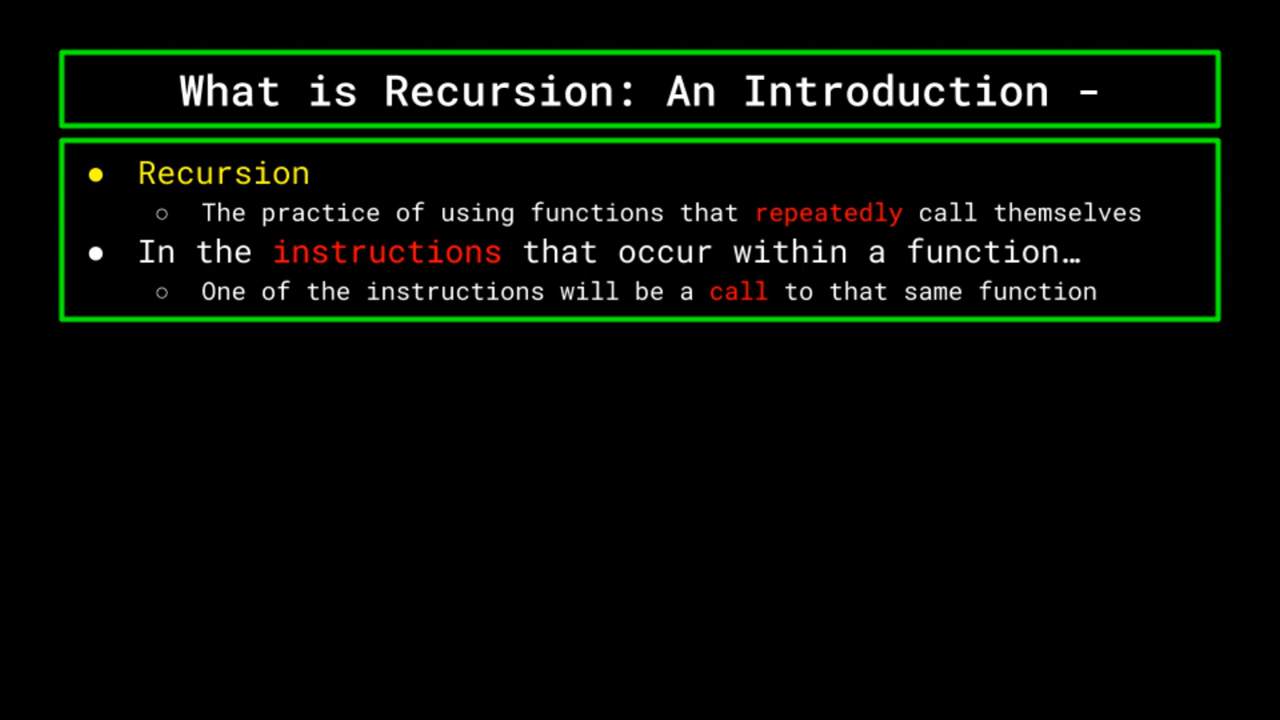 What is Recursion: An Introduction -
● Recursion
○ The practice of using functions that repeatedly call themselves
● In the instructions that occur within a function…
○ One of the instructions will be a call to that same function